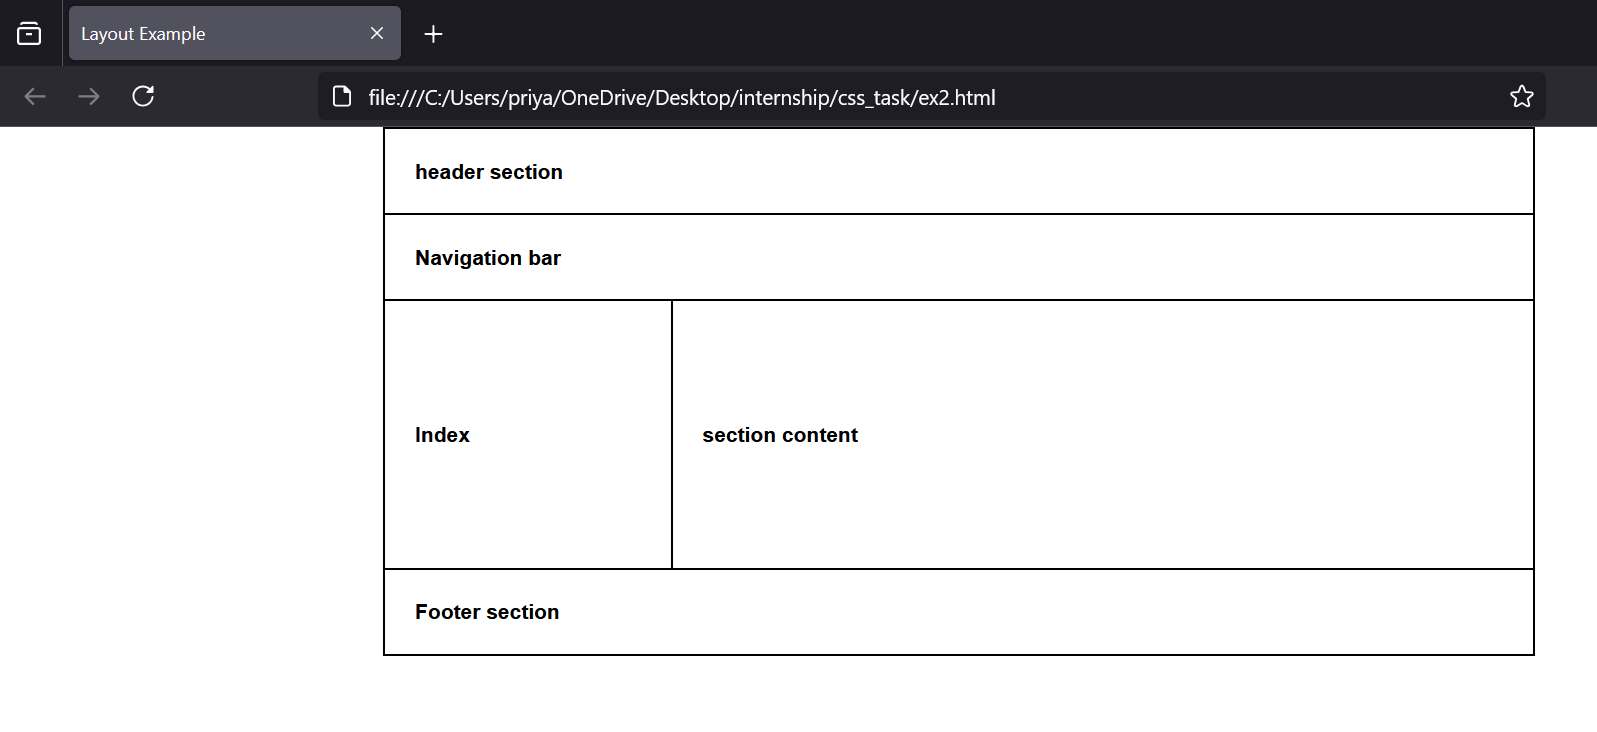 Layout Example
file:///C:/Users/priya/OneDrive/Desktop/internship/css_task/ex2.html
header section
Navigation bar
Index
section content
Footer section